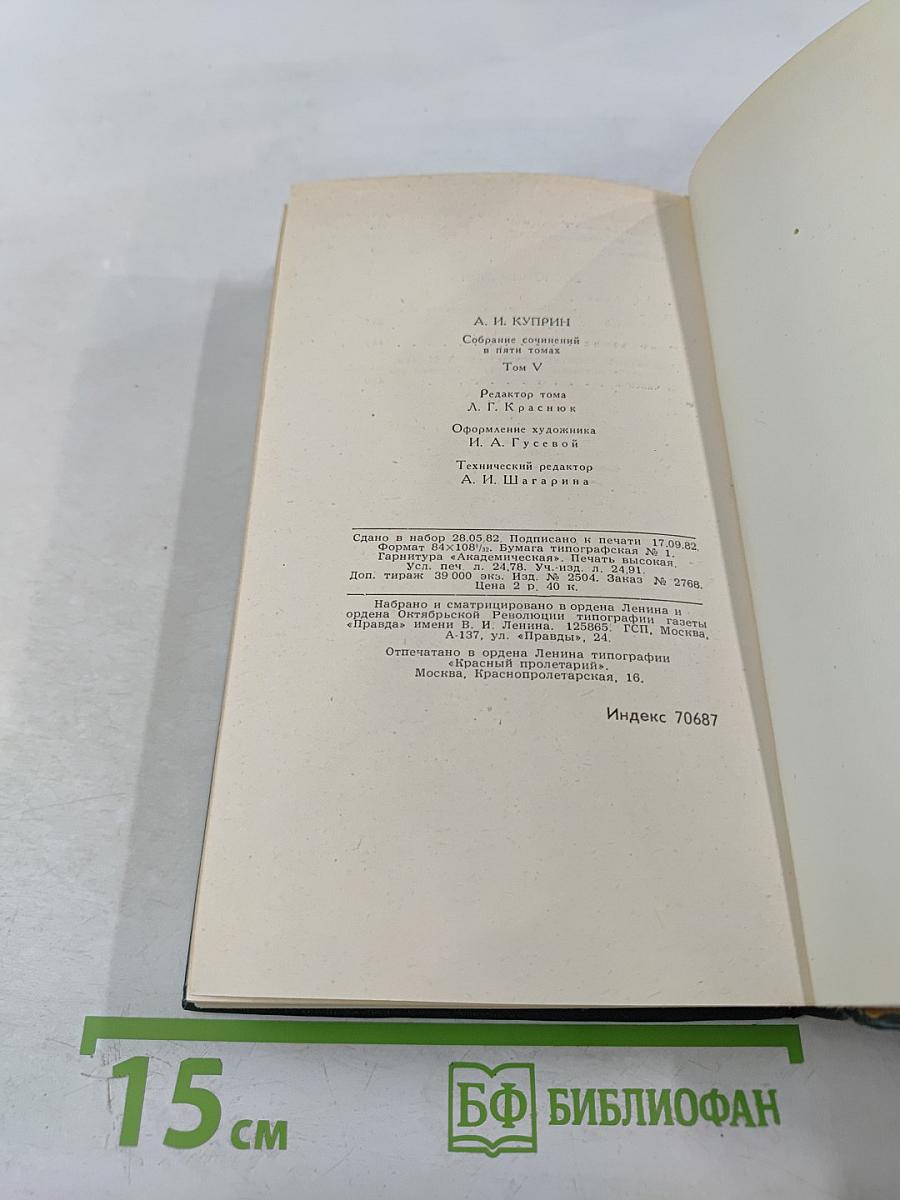 А. И. КУПРИН
Собрание сочинений
в пяти томах
Том V
Редактор тома
Л. Г. Краснюк
Оформление художника
И. А. Гусевой
Технический редактор
А. И. Шагарина
Сдано в набор 28.05.82. Подписано к печати 17.09.82.
Формат 84×108¹/₃₂. Бумага типографская № 1.
Гарнитура «Академическая». Печать высокая.
Усл. печ. л. 24,78. Уч.-изд. л. 24,91.
Доп. тираж 39 000 экз. Изд. № 2504. Заказ № 2768.
Цена 2 р. 40 к.
Набрано и сматрицировано в ордена Ленина и
ордена Октябрьской Революции типографии газеты
«Правда» имени В. И. Ленина. 125865. ГСП, Москва,
А-137, ул. «Правды», 24.
Отпечатано в ордена Ленина типографии
«Красный пролетарий».
Москва, Краснопролетарская, 16.
Индекс 70687
15 см
БФ БИБЛИОФАН